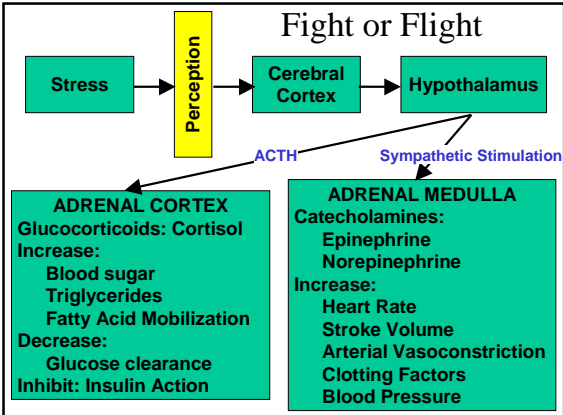 Fight or Flight
Stress
Perception
Cerebral
Cortex
Hypothalamus
ACTH
Sympathetic Stimulation
ADRENAL CORTEX
Glucocorticoids: Cortisol
Increase:
Blood sugar
Triglycerides
Fatty Acid Mobilization
Decrease:
Glucose clearance
Inhibit: Insulin Action
ADRENAL MEDULLA
Catecholamines:
Epinephrine
Norepinephrine
Increase:
Heart Rate
Stroke Volume
Arterial Vasoconstriction
Clotting Factors
Blood Pressure